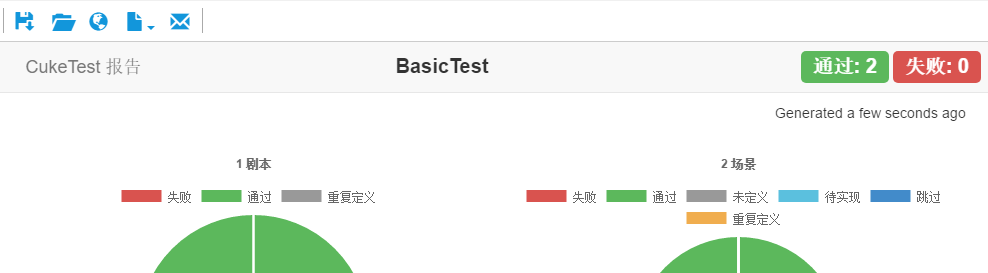 CukeTest 报告 BasicTest 通过: 2 失败: 0
Generated a few seconds ago
1 剧本 2 场景
失败 通过 重复定义 失败 通过 未定义 待实现 跳过
重复定义